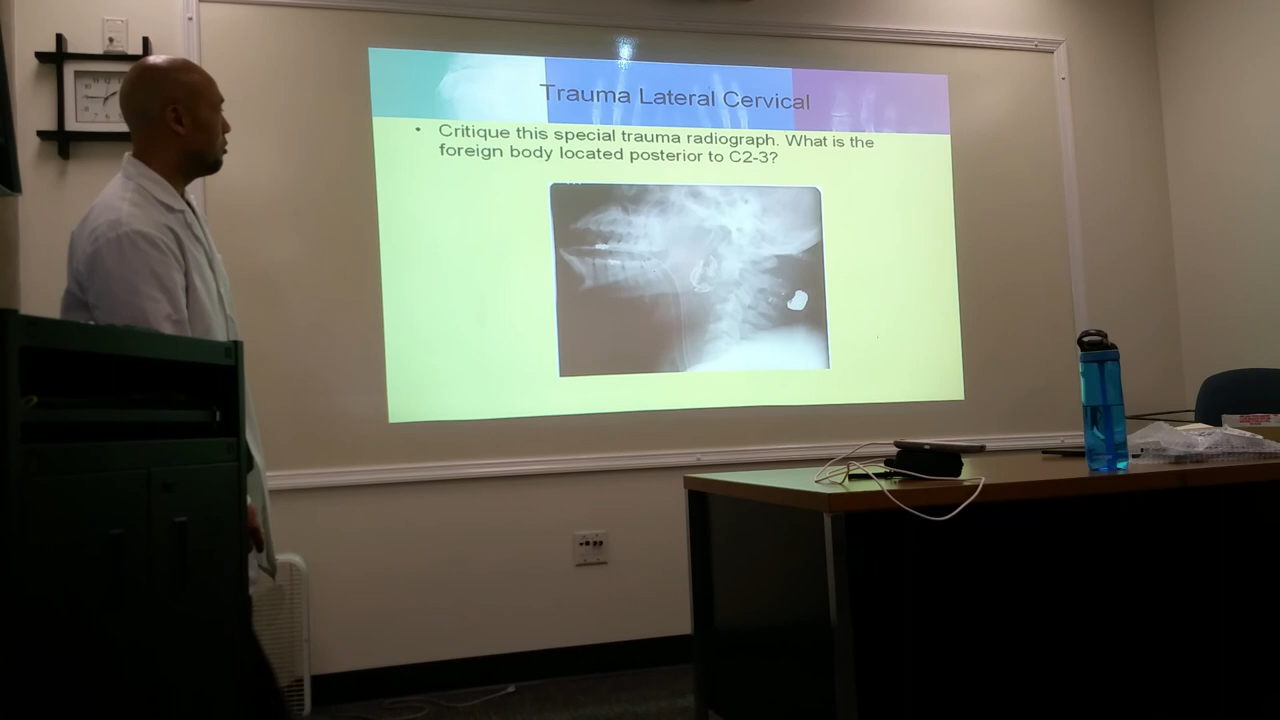 Trauma Lateral Cervical
• Critique this special trauma radiograph. What is the
foreign body located posterior to C2-3?